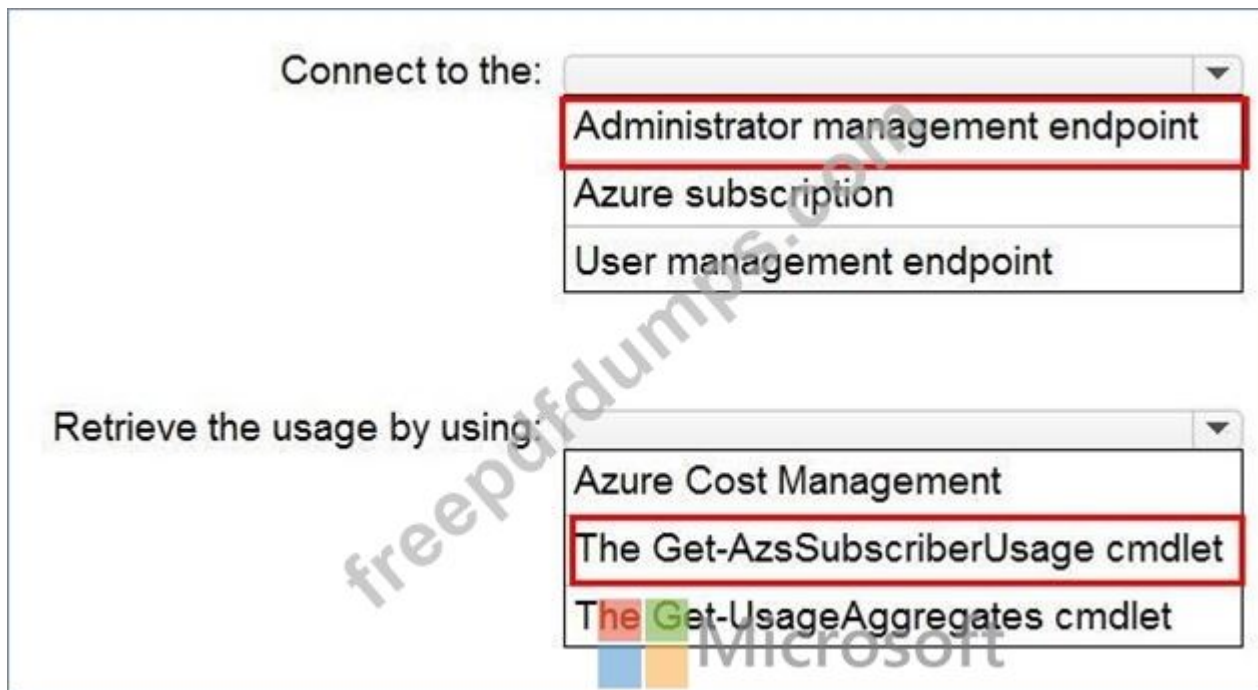 Connect to the:
Administrator management endpoint
Azure subscription
User management endpoint
Retrieve the usage by using:
Azure Cost Management
The Get-AzsSubscriberUsage cmdlet
The Get-UsageAggregates cmdlet
freepdfdumps.com
Microsoft